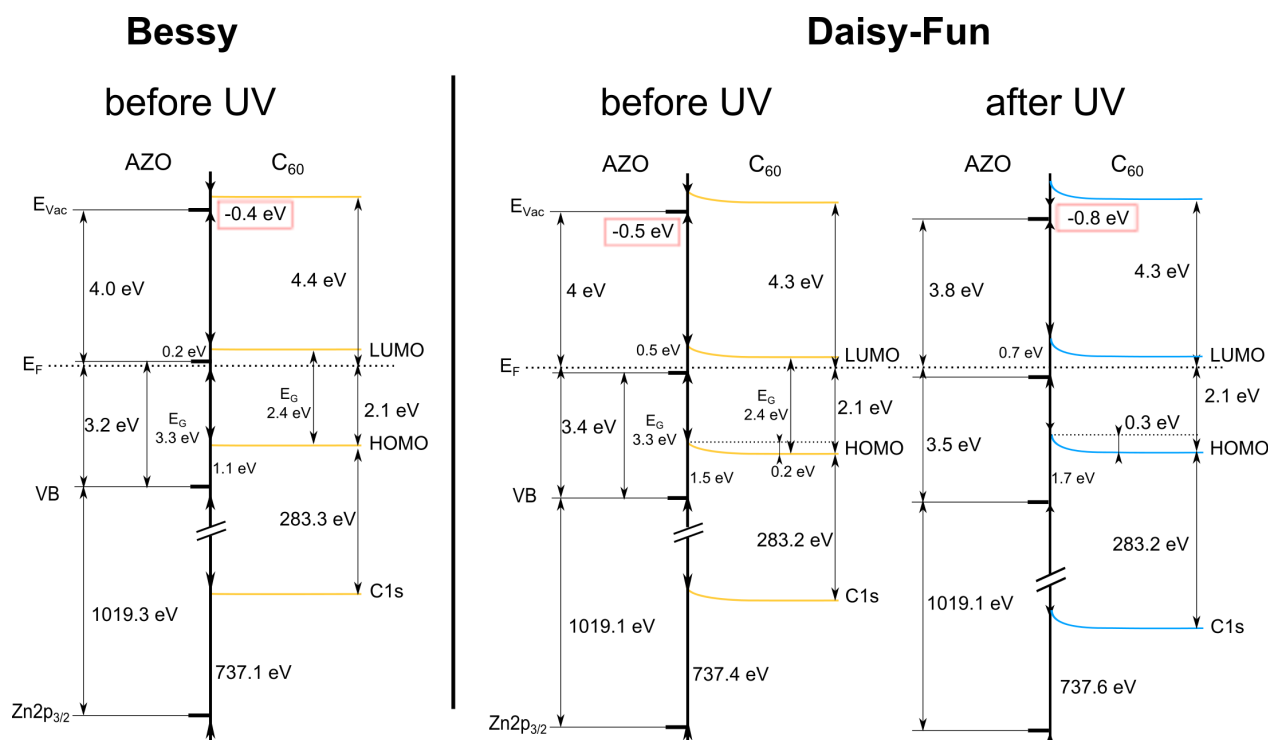 Bessy
before UV
AZO
C60
EVac
-0.4 eV
4.0 eV
4.4 eV
0.2 eV
LUMO
EF
EG
2.4 eV
3.2 eV
EG
3.3 eV
2.1 eV
HOMO
1.1 eV
VB
283.3 eV
C1s
1019.3 eV
737.1 eV
Zn2p3/2
Daisy-Fun
before UV
AZO
C60
EVac
-0.5 eV
4 eV
4.3 eV
0.5 eV
LUMO
EF
EG
2.4 eV
3.4 eV
EG
3.3 eV
2.1 eV
HOMO
0.2 eV
1.5 eV
VB
283.2 eV
C1s
1019.1 eV
737.4 eV
Zn2p3/2
after UV
AZO
C60
-0.8 eV
3.8 eV
4.3 eV
0.7 eV
LUMO
2.1 eV
0.3 eV
3.5 eV
HOMO
1.7 eV
283.2 eV
1019.1 eV
C1s
737.6 eV